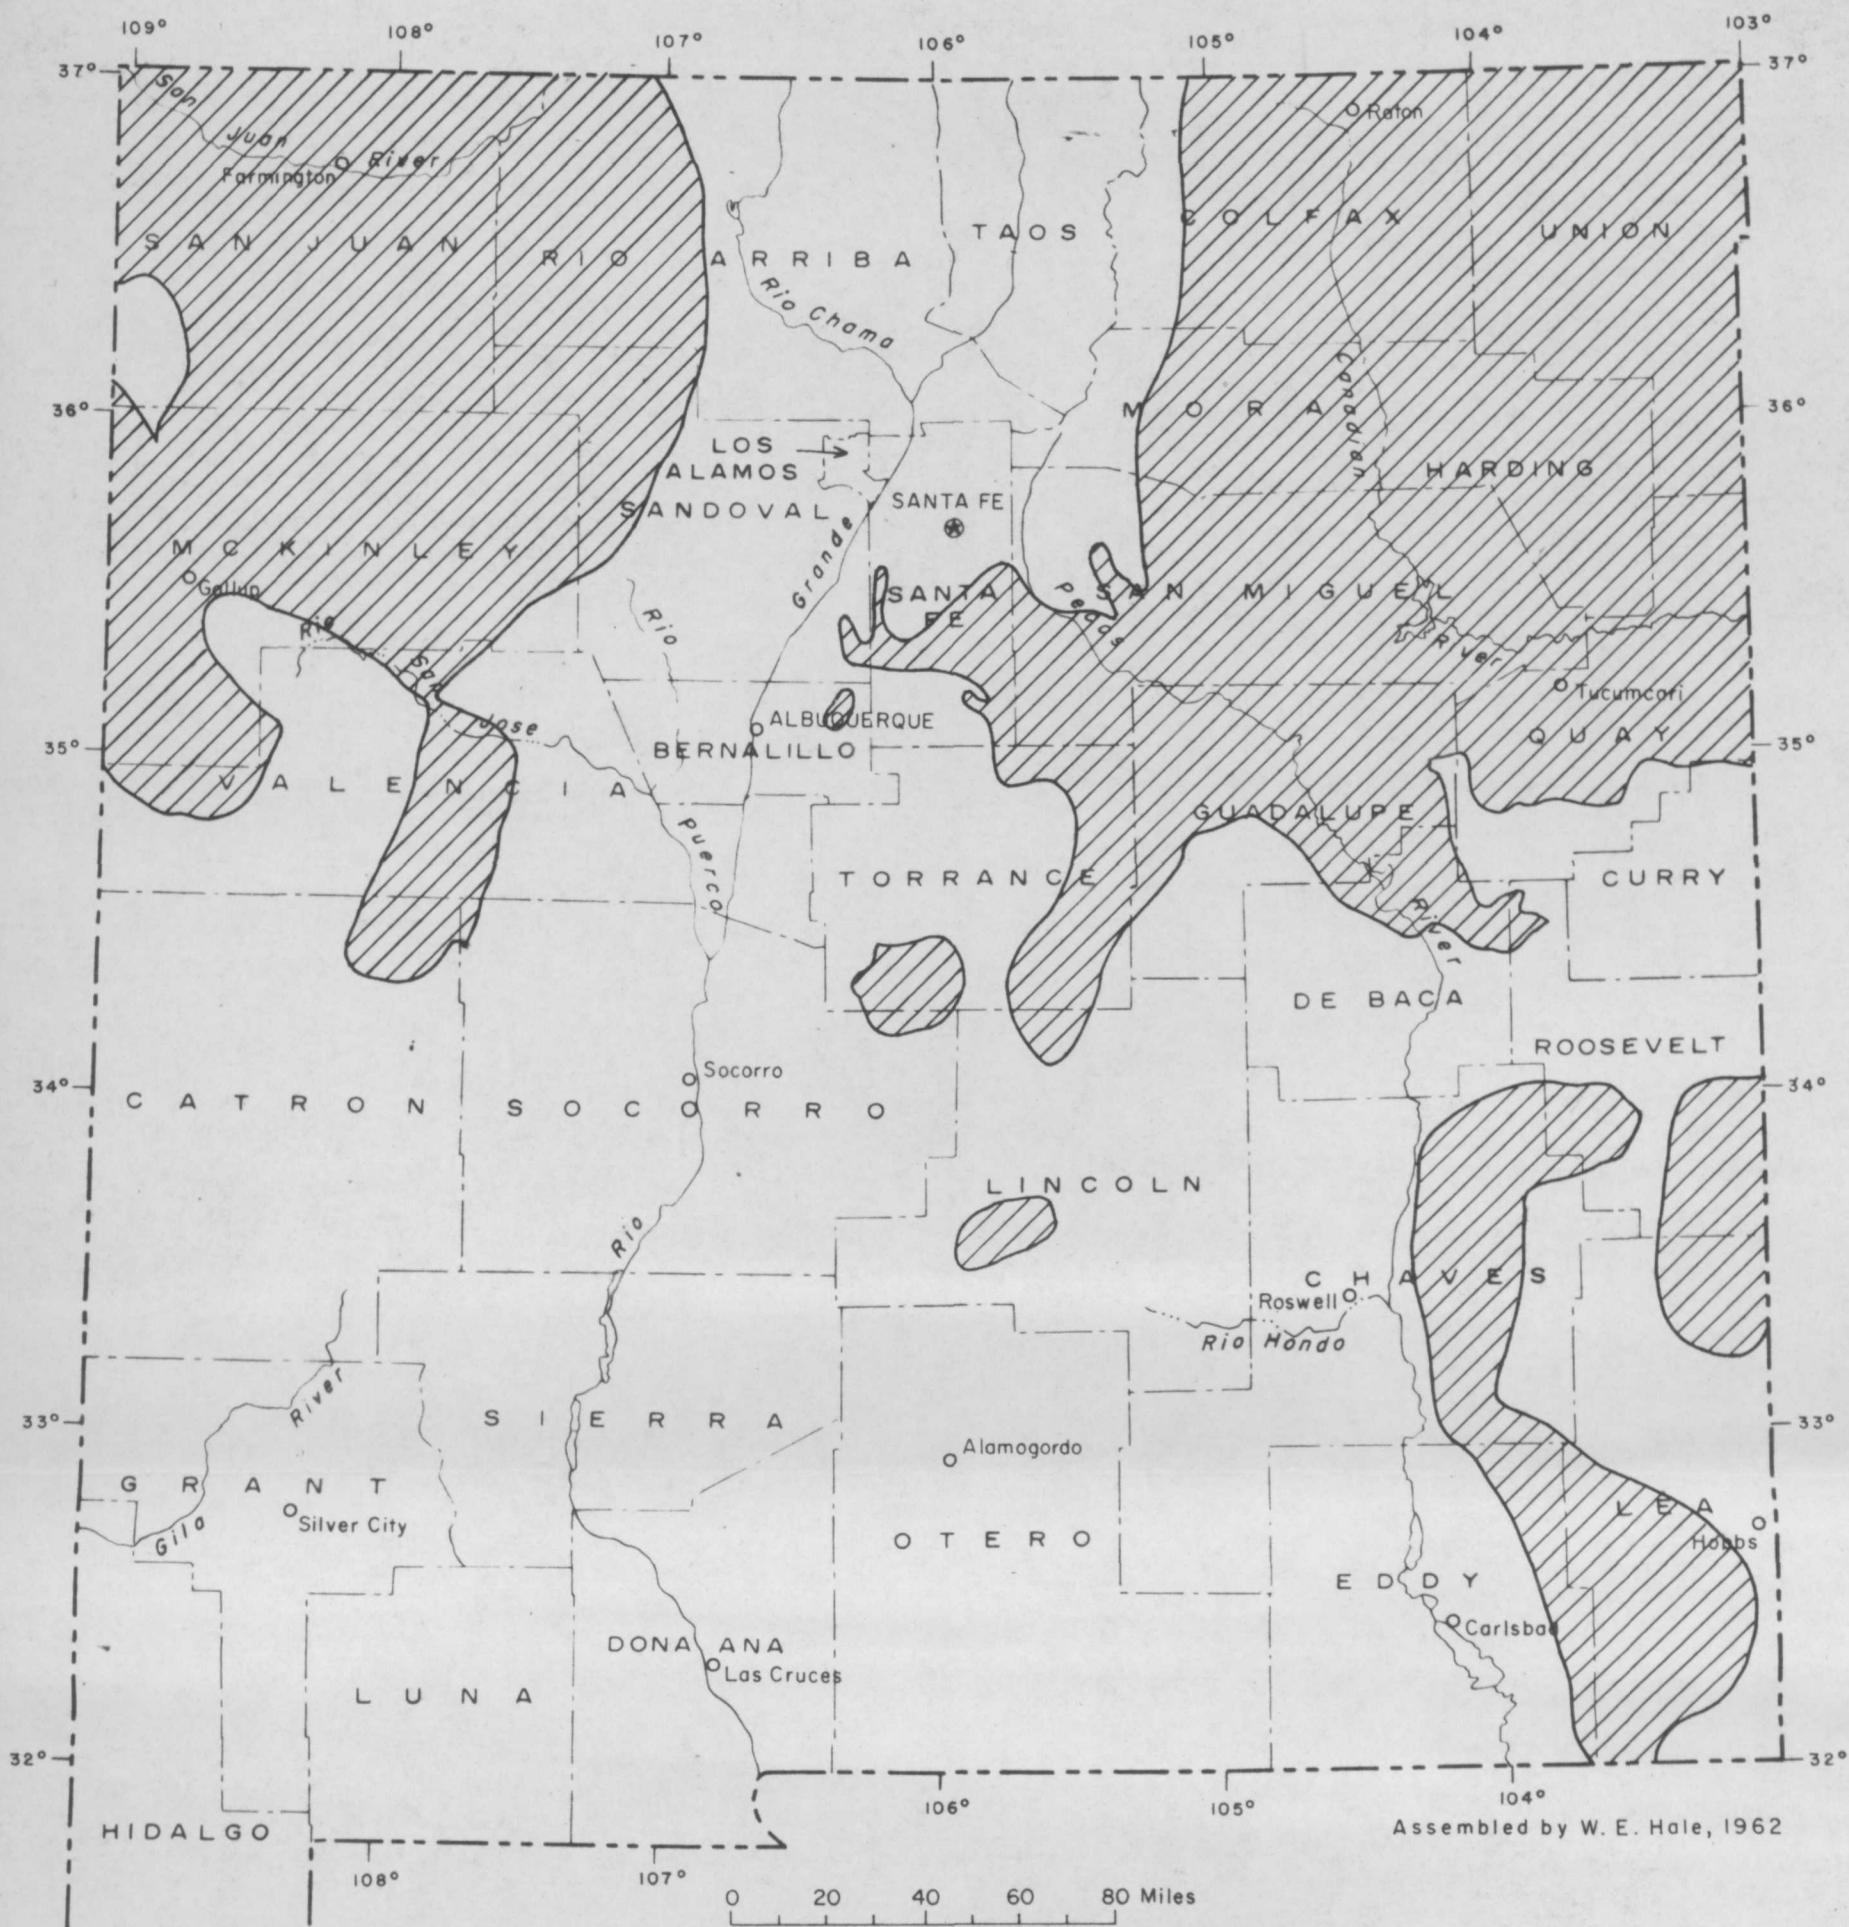 109° 108° 107° 106° 105° 104° 103°
37° 37°
San
Juan
River
Farmington
Raton
SAN JUAN
RIO ARRIBA
TAOS
COLFAX
UNION
Rio Chama
Canadian
36° 36°
MORA
LOS
ALAMOS
HARDING
SANDOVAL
SANTA FE
Grande
MCKINLEY
Gallup
SANTA
FE
Pecos
SAN MIGUEL
Rio
Rio
San
River
Jose
Tucumcari
ALBUQUERQUE
QUAY
35° 35°
BERNALILLO
VALENCIA
Puerco
GUADALUPE
TORRANCE
CURRY
River
DE BACA
ROOSEVELT
Socorro
34° 34°
CATRON
SOCORRO
LINCOLN
Rio
CHAVES
Roswell
Rio Hondo
River
33° 33°
SIERRA
Alamogordo
GRANT
LEA
Silver City
Gila
OTERO
Hobbs
EDDY
DONA ANA
Carlsbad
Las Cruces
LUNA
32° 32°
106° 105° 104°
HIDALGO
Assembled by W. E. Hale, 1962
108° 107°
0 20 40 60 80 Miles